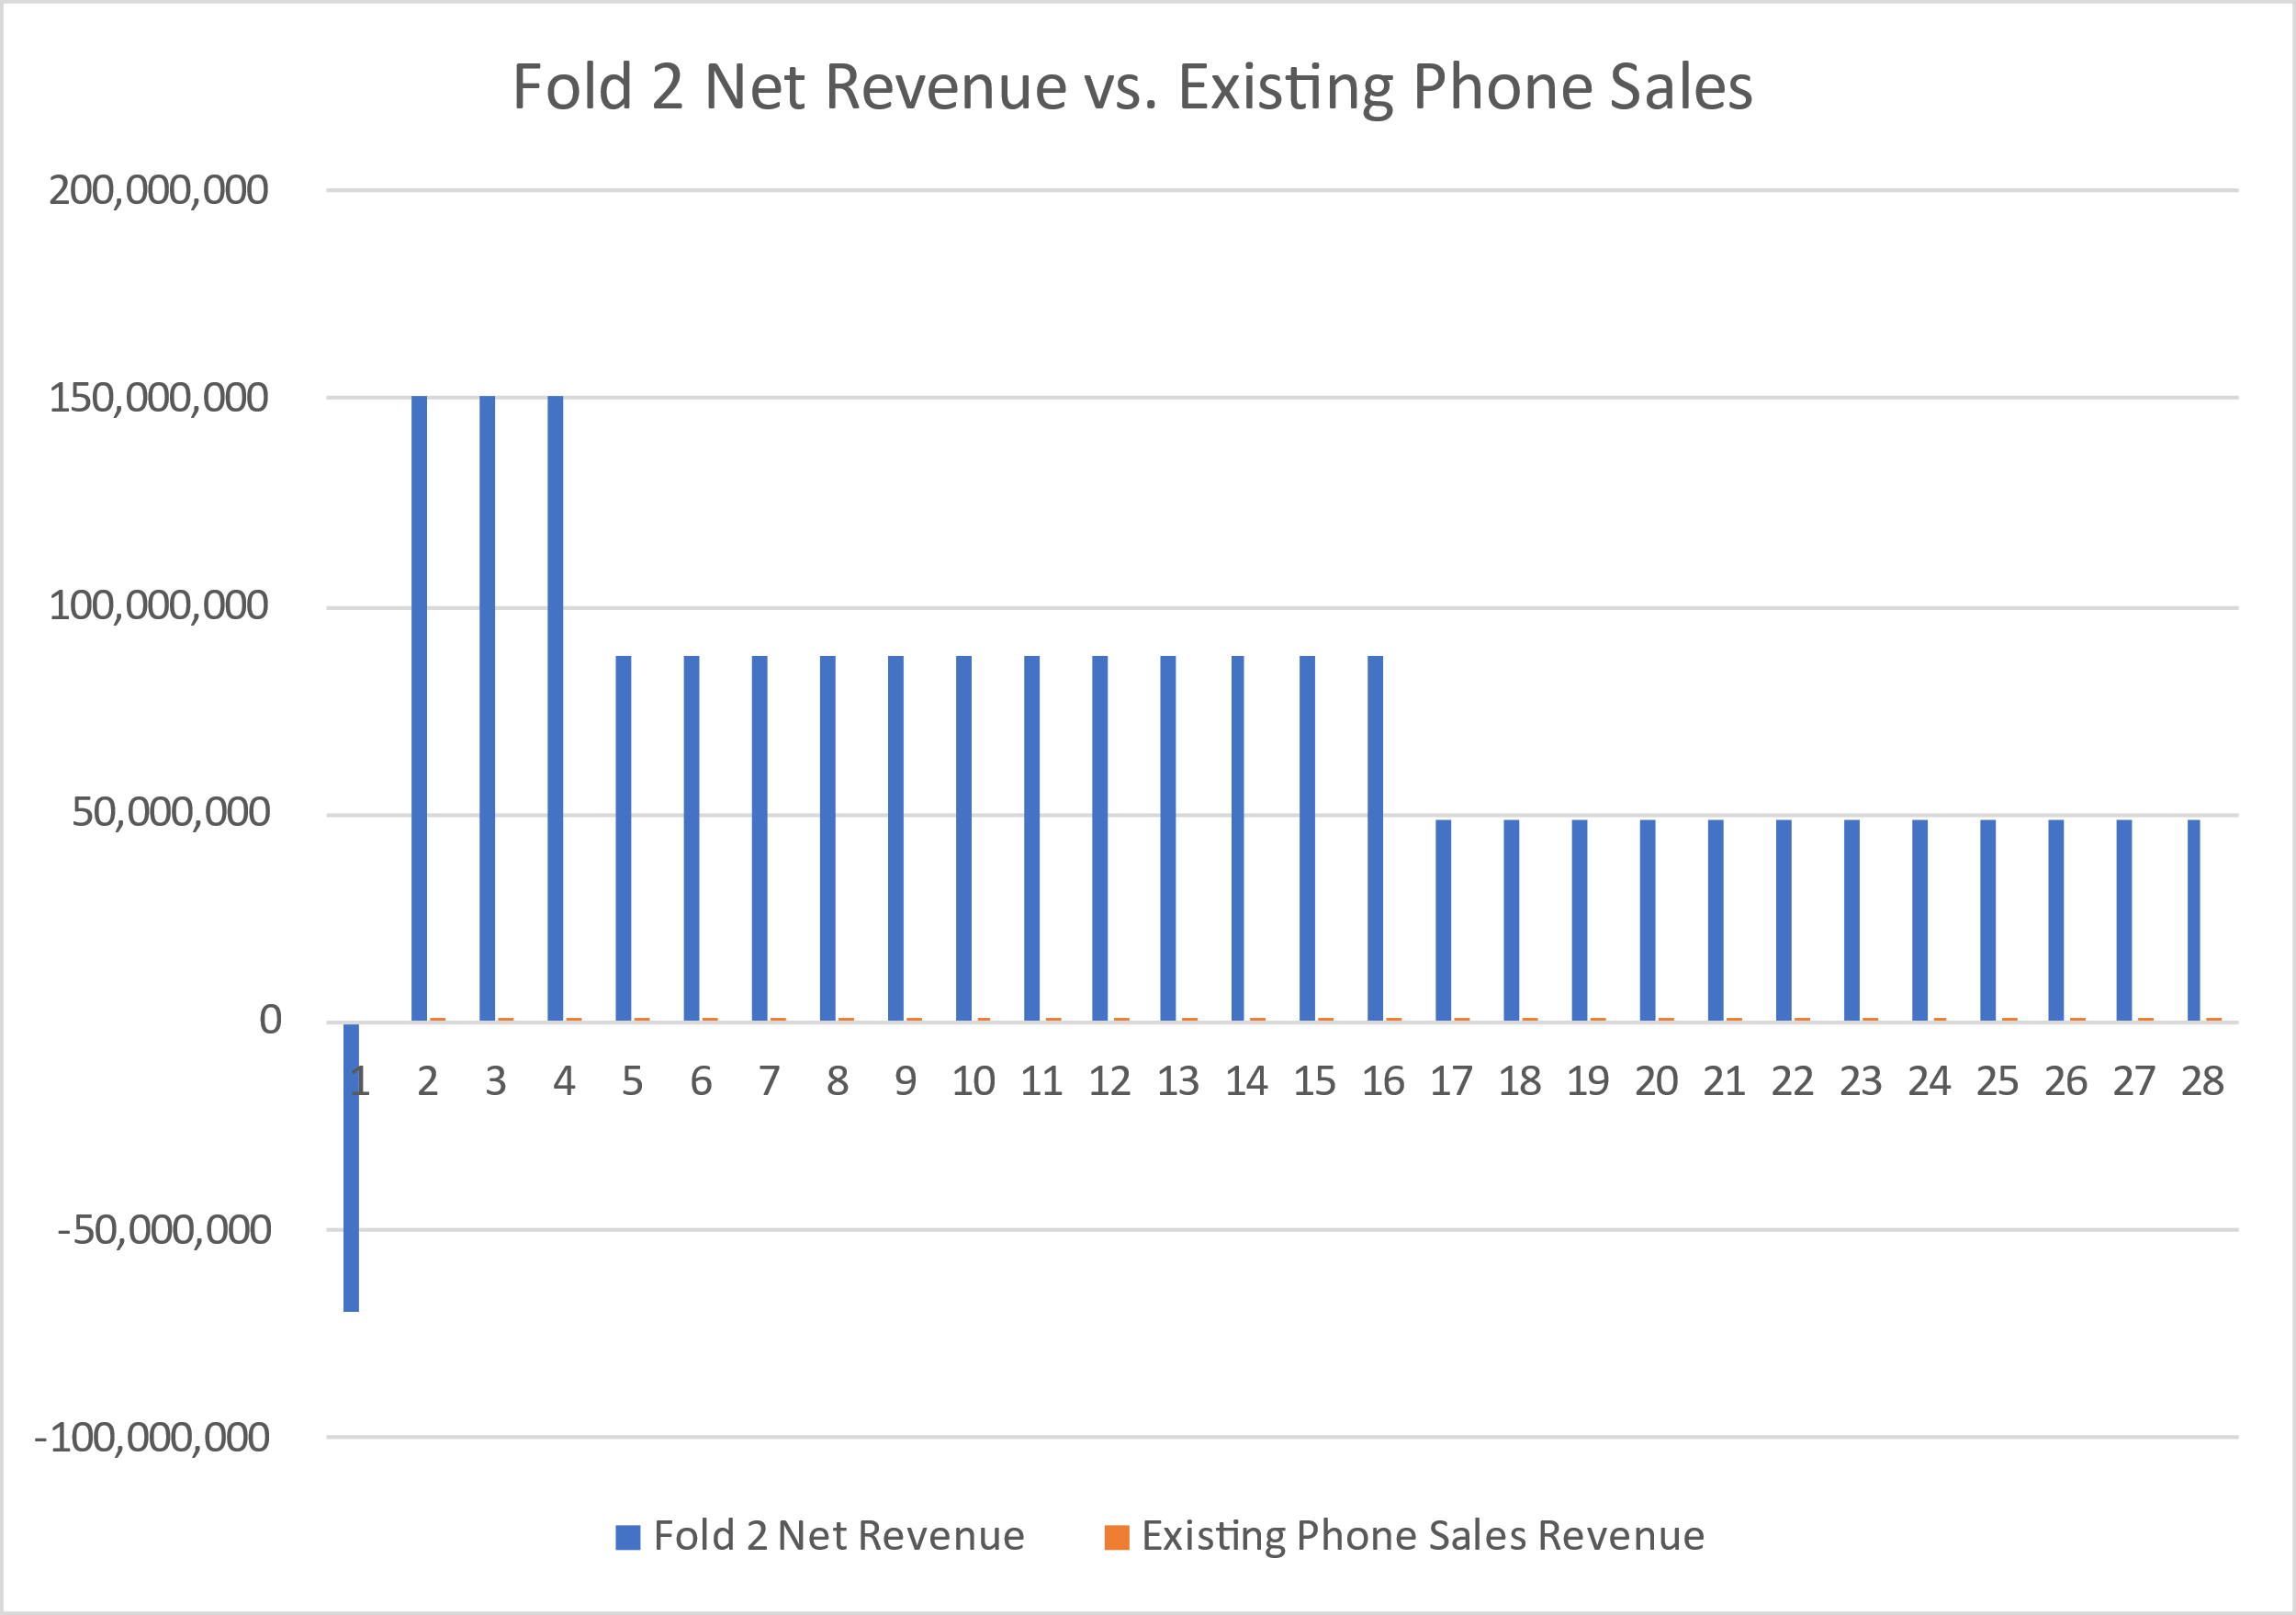 Fold 2 Net Revenue vs. Existing Phone Sales
200,000,000
150,000,000
100,000,000
50,000,000
0
1 2 3 4 5 6 7 8 9 10 11 12 13 14 15 16 17 18 19 20 21 22 23 24 25 26 27 28
-50,000,000
-100,000,000
Fold 2 Net Revenue Existing Phone Sales Revenue